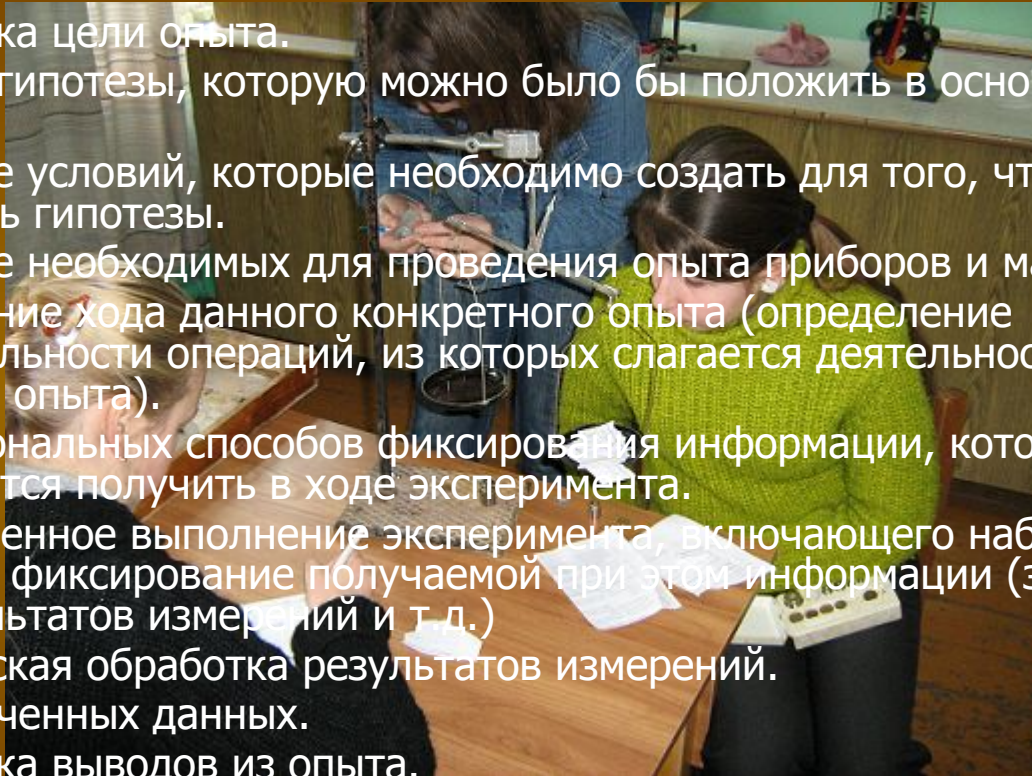 ка цели опыта.
гипотезы, которую можно было бы положить в осно
е условий, которые необходимо создать для того, чт
ь гипотезы.
е необходимых для проведения опыта приборов и ма
ние хода данного конкретного опыта (определение
льности операций, из которых слагается деятельнос
опыта).
ональных способов фиксирования информации, кото
тся получить в ходе эксперимента.
енное выполнение эксперимента, включающего наб
фиксирование получаемой при этом информации (з
льтатов измерений и т.д.)
ская обработка результатов измерений.
ченных данных.
ка выводов из опыта.